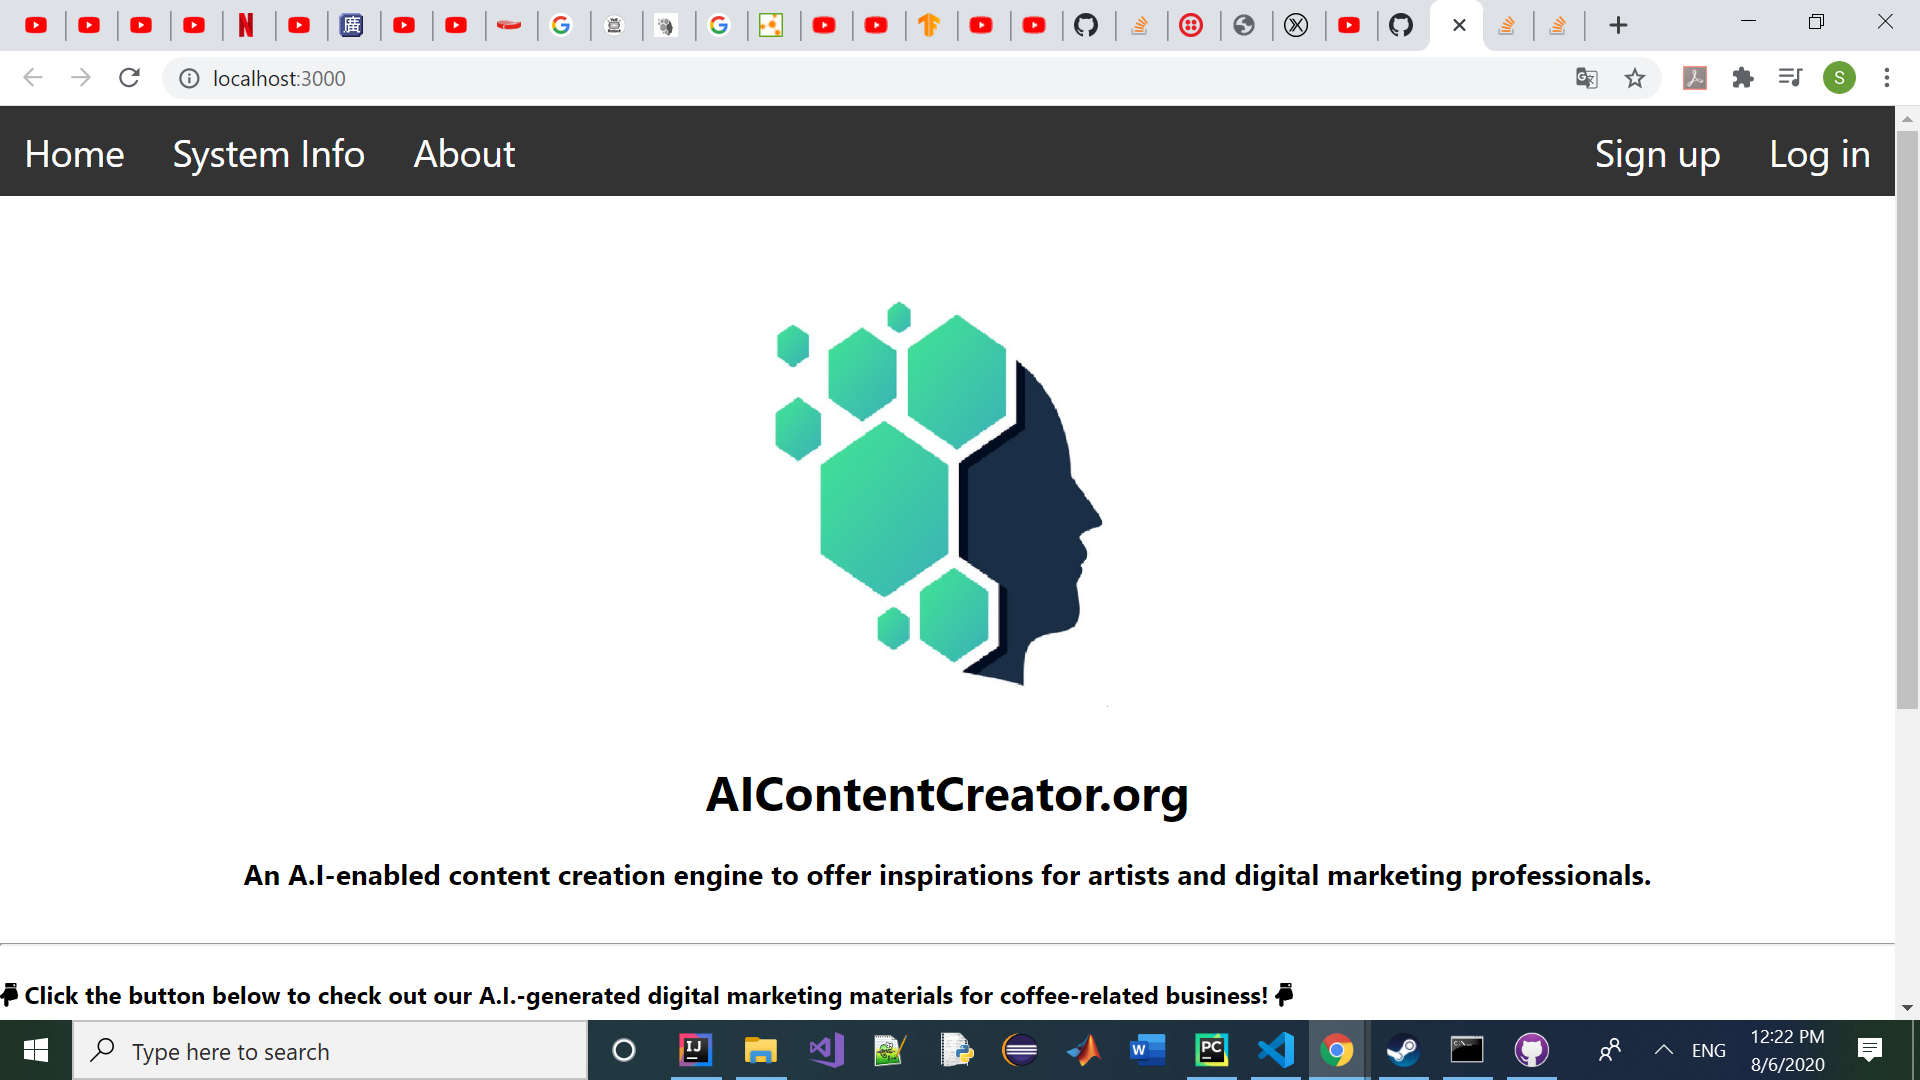 localhost:3000
S
Home System Info About Sign up Log in
AIContentCreator.org
An A.I-enabled content creation engine to offer inspirations for artists and digital marketing professionals.
Click the button below to check out our A.I.-generated digital marketing materials for coffee-related business!
Type here to search
ENG
12:22 PM
8/6/2020